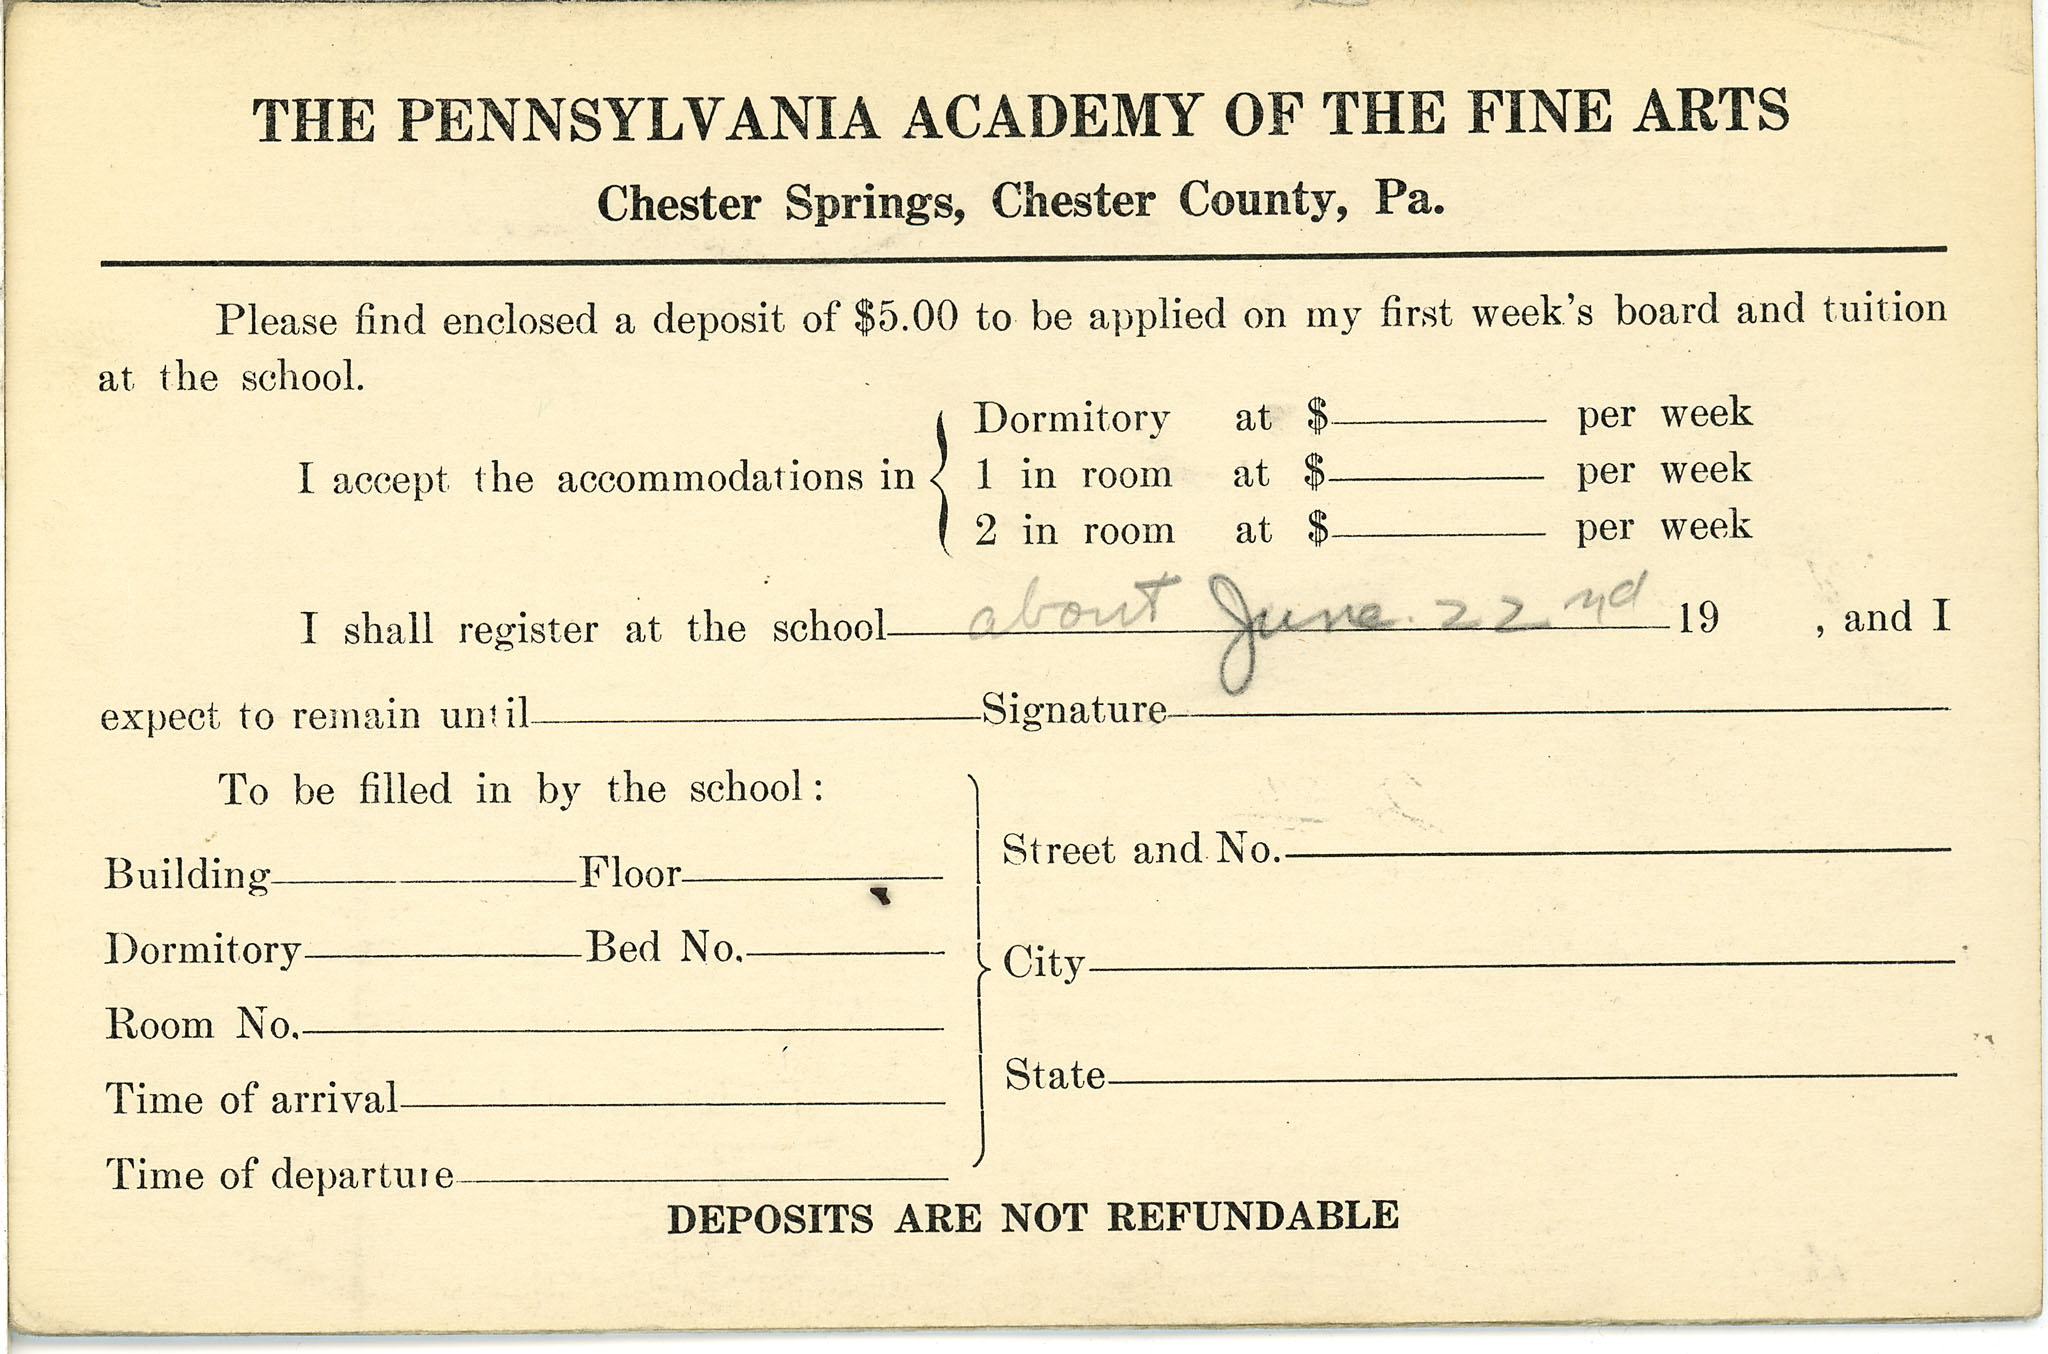 THE PENNSYLVANIA ACADEMY OF THE FINE ARTS
Chester Springs, Chester County, Pa.
Please find enclosed a deposit of $5.00 to be applied on my first week's board and tuition
at the school.
Dormitory at $ per week
I accept the accommodations in 1 in room at $ per week
2 in room at $ per week
I shall register at the school about June 22nd 19 , and I
expect to remain until Signature
To be filled in by the school:
Street and No.
Building Floor
Dormitory Bed No.
City
Room No.
State
Time of arrival
Time of departure
DEPOSITS ARE NOT REFUNDABLE